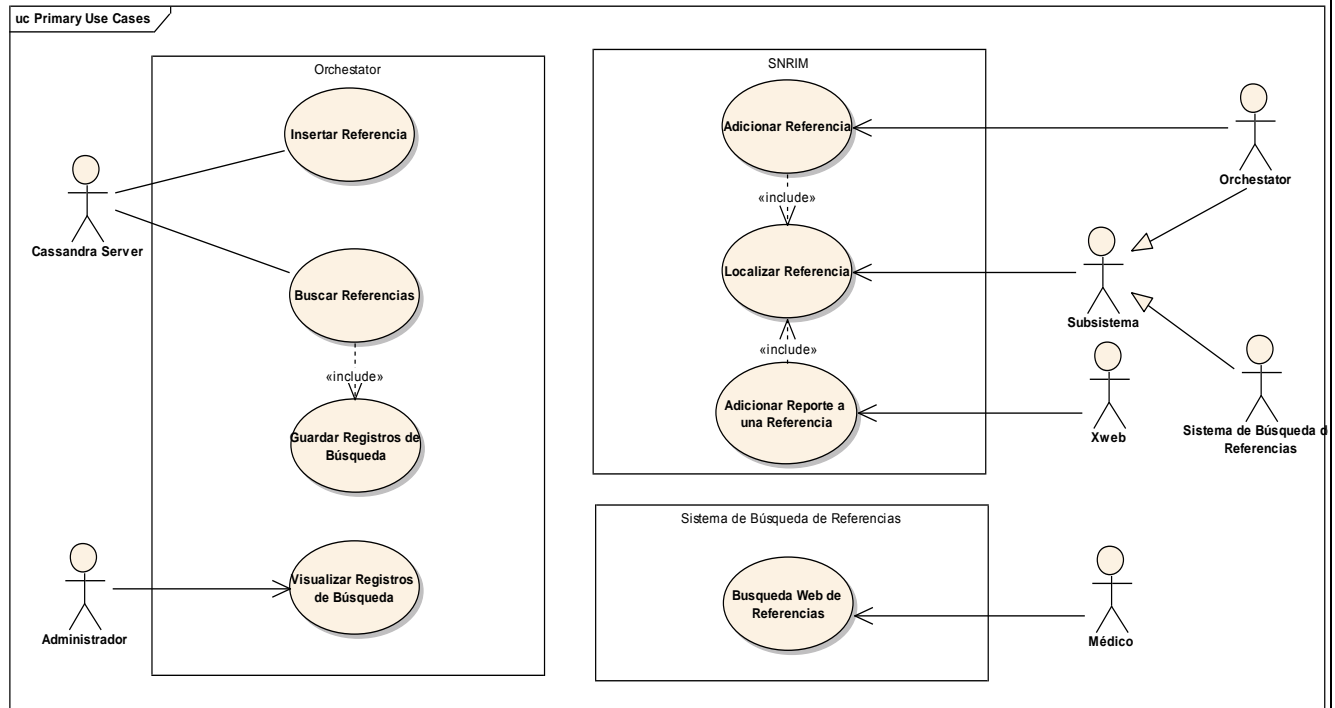 uc Primary Use Cases
Orchestator
Insertar Referencia
Cassandra Server
Buscar Referencias
«include»
Guardar Registros de
Búsqueda
Visualizar Registros
de Búsqueda
Administrador
SNRIM
Adicionar Referencia
«include»
Localizar Referencia
«include»
Adicionar Reporte a
una Referencia
Orchestator
Subsistema
Xweb
Sistema de Búsqueda d
Referencias
Sistema de Búsqueda de Referencias
Busqueda Web de
Referencias
Médico